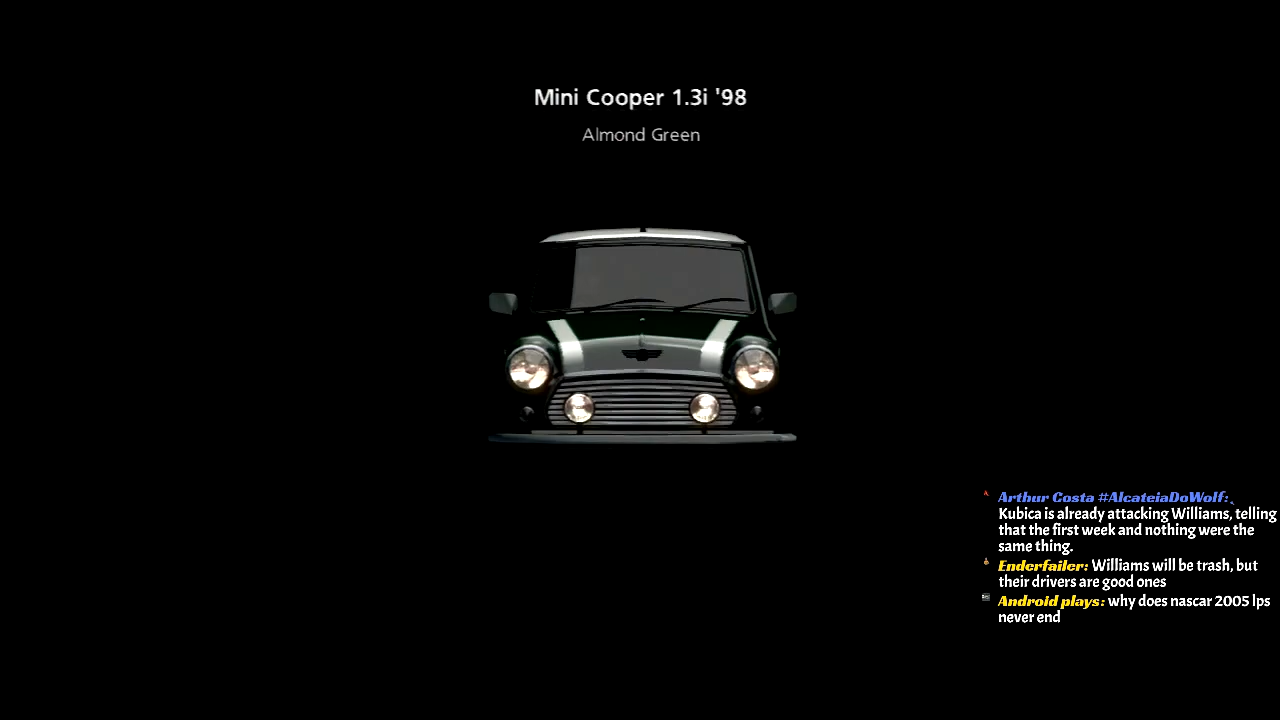 Mini Cooper 1.3i '98
Almond Green
Arthur Costa #AlcateiaDoWolf:
Kubica is already attacking Williams, telling
that the first week and nothing were the
same thing.
Enderfailer: Williams will be trash, but
their drivers are good ones
Android plays: why does nascar 2005 lps
never end